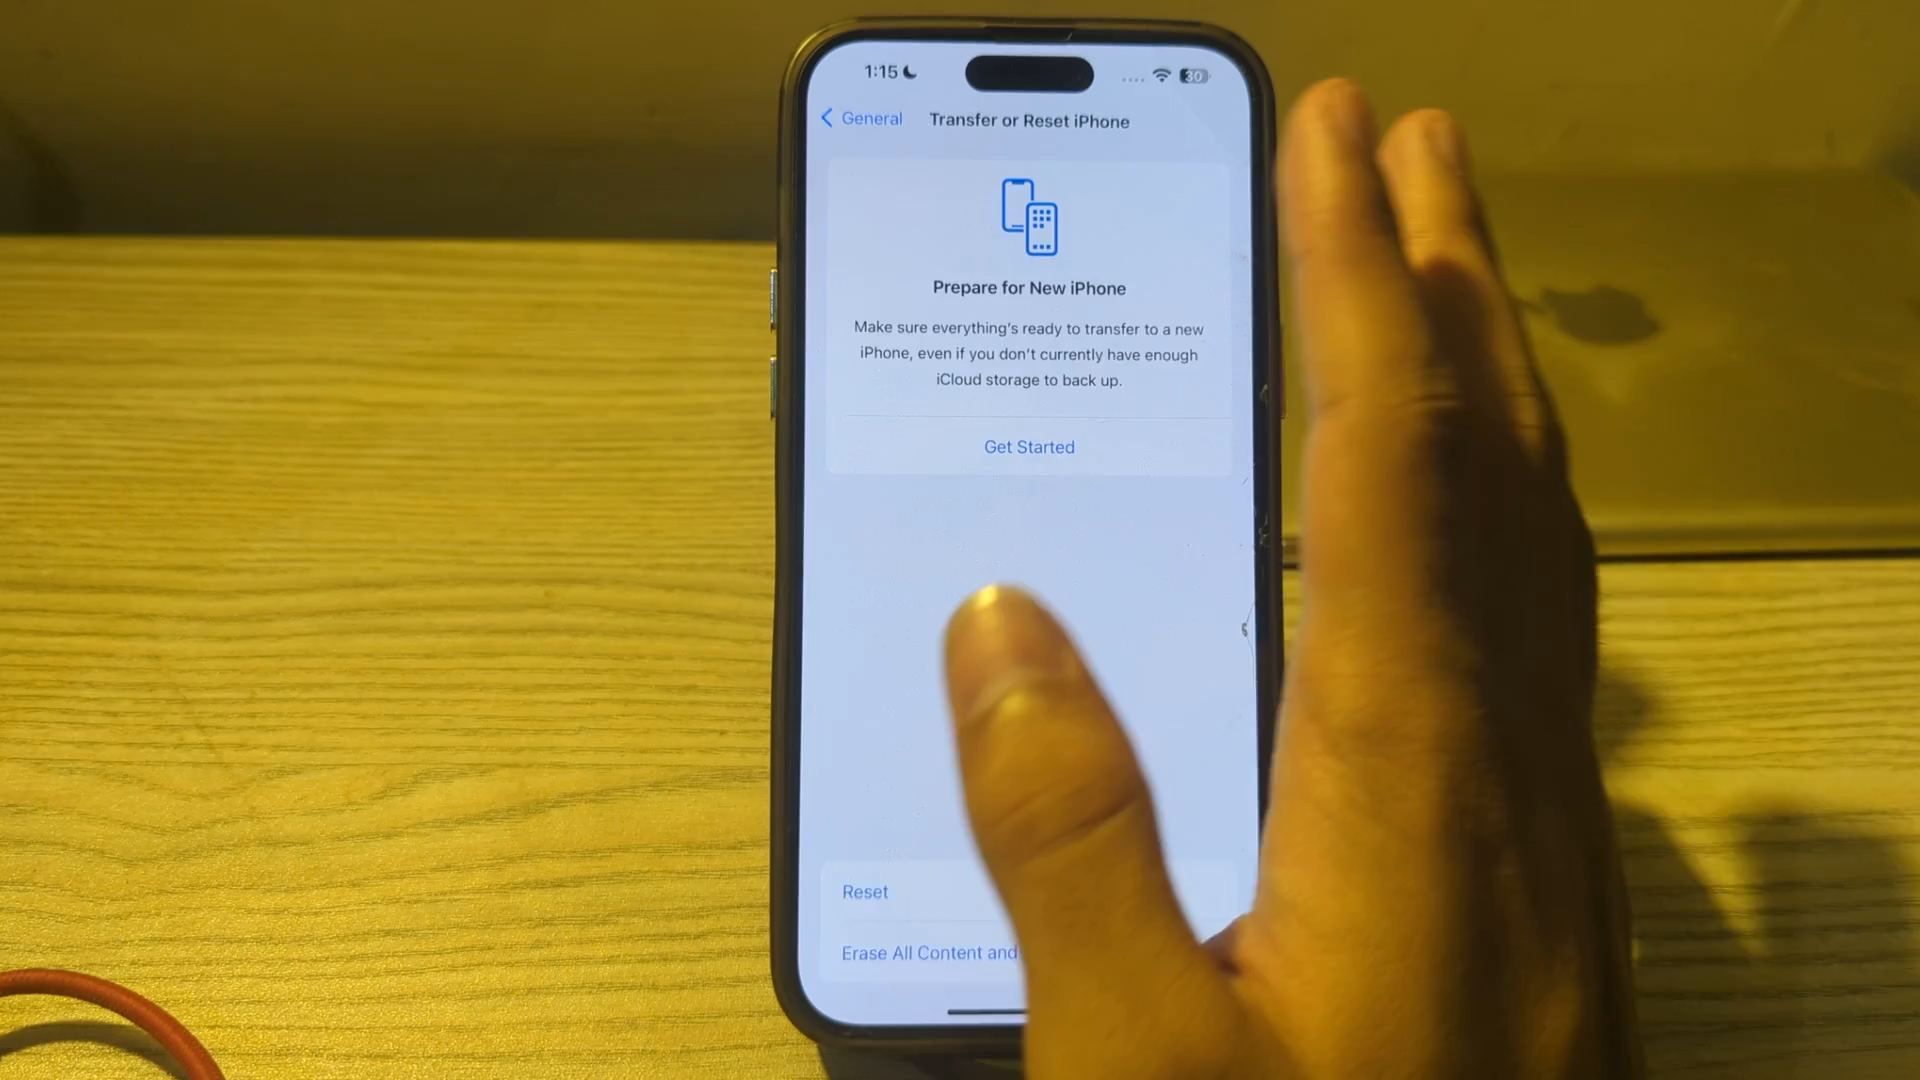 1:15
30
General
Transfer or Reset iPhone
Prepare for New iPhone
Make sure everything's ready to transfer to a new
iPhone, even if you don't currently have enough
iCloud storage to back up.
Get Started
Reset
Erase All Content and